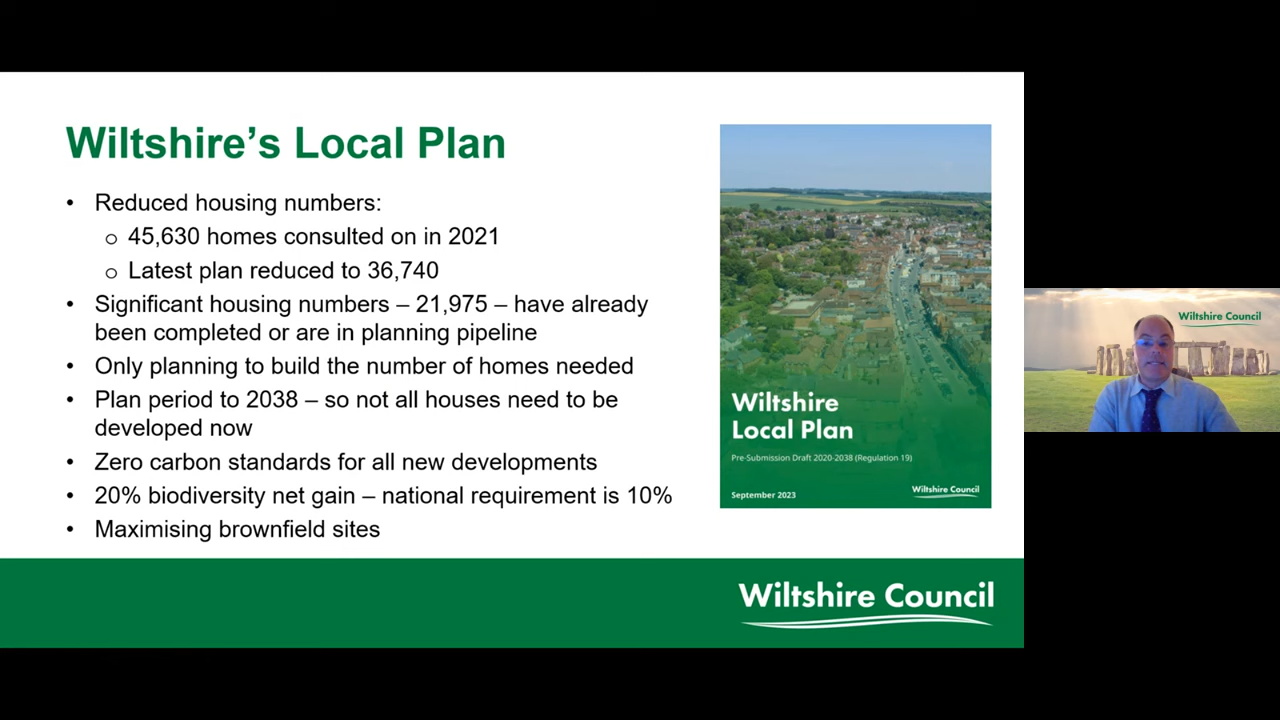 Wiltshire's Local Plan
• Reduced housing numbers:
o 45,630 homes consulted on in 2021
o Latest plan reduced to 36,740
• Significant housing numbers – 21,975 – have already
been completed or are in planning pipeline
• Only planning to build the number of homes needed
• Plan period to 2038 – so not all houses need to be
developed now
• Zero carbon standards for all new developments
• 20% biodiversity net gain – national requirement is 10%
• Maximising brownfield sites
Wiltshire
Local Plan
Pre-Submission Draft 2020-2038 (Regulation 19)
September 2023
Wiltshire Council
Wiltshire Council
Wiltshire Council